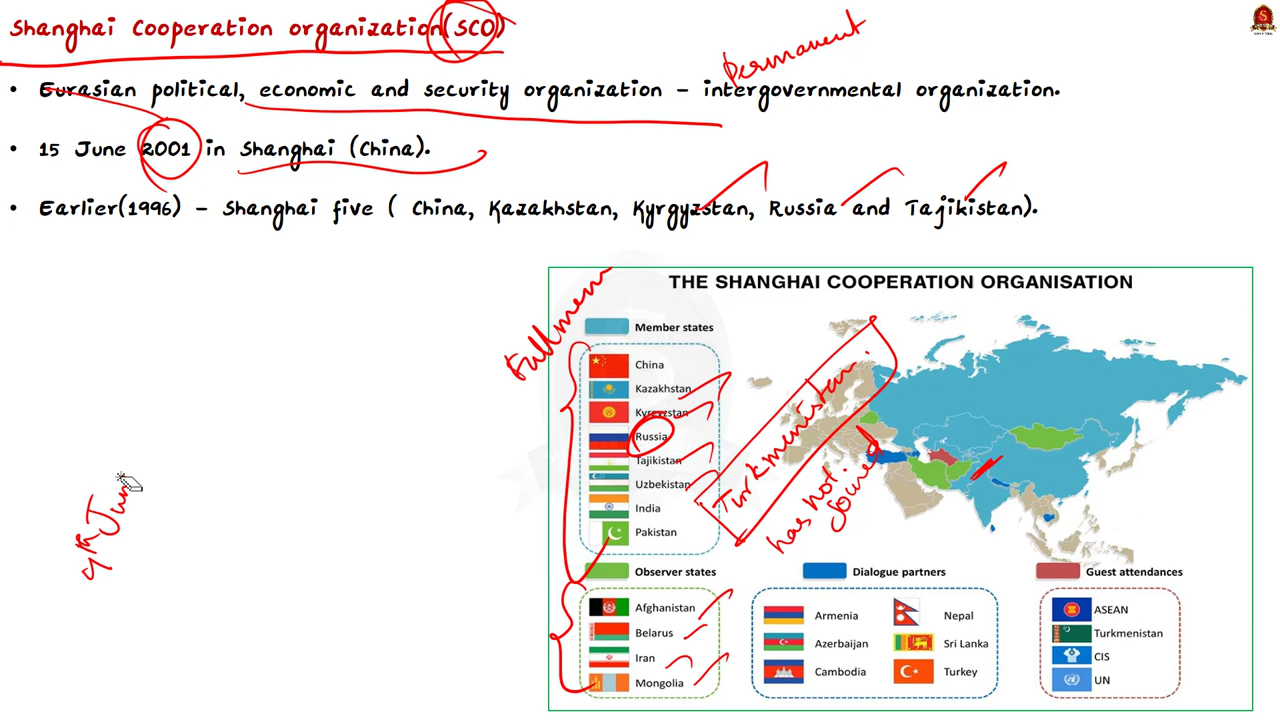 Shanghai Cooperation organization(SCO)
Permanent
• Eurasian political, economic and security organization - intergovernmental organization.
• 15 June 2001 in Shanghai (China).
• Earlier(1996) - Shanghai five ( China, Kazakhstan, Kyrgyzstan, Russia and Tajikistan).
THE SHANGHAI COOPERATION ORGANISATION
Full mem
Member states
China
Kazakhstan
Kyrgyzstan
Russia
Tajikistan
Uzbekistan
India
Pakistan
Turkmenistan.
has not
joined
9th Jun
Observer states
Afghanistan
Belarus
Iran
Mongolia
Dialogue partners
Armenia
Azerbaijan
Cambodia
Nepal
Sri Lanka
Turkey
Guest attendances
ASEAN
Turkmenistan
CIS
UN